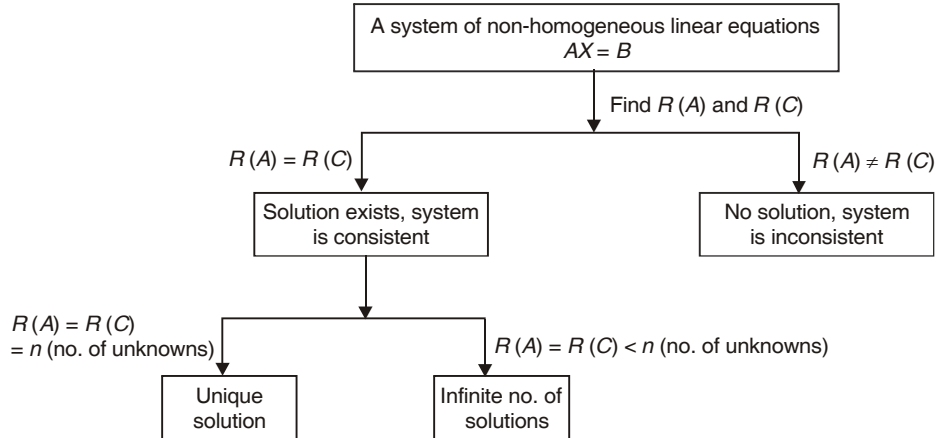 A system of non-homogeneous linear equations
AX = B
Find R (A) and R (C)
R (A) = R (C)
R (A) ≠ R (C)
Solution exists, system
is consistent
No solution, system
is inconsistent
R (A) = R (C)
= n (no. of unknowns)
R (A) = R (C) < n (no. of unknowns)
Unique
solution
Infinite no. of
solutions